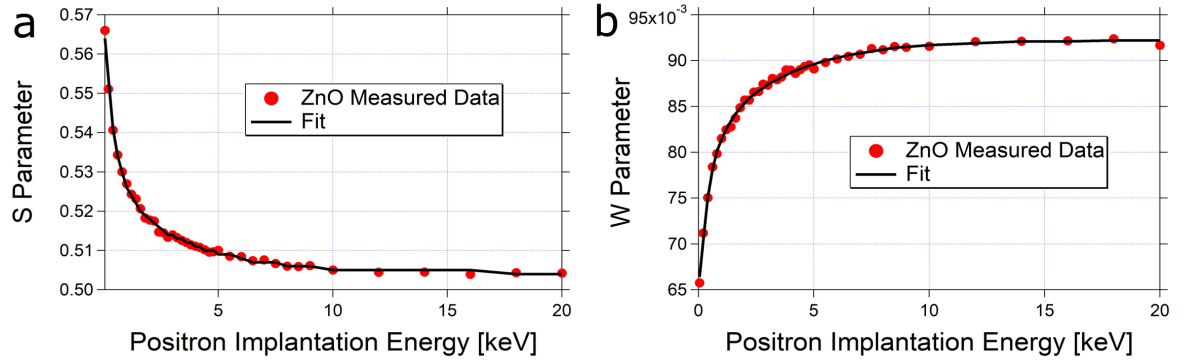 a
0.57
0.56
0.55
0.54
0.53
0.52
0.51
0.50
S Parameter
ZnO Measured Data
Fit
5
10
15
20
Positron Implantation Energy [keV]
b
95x10⁻³
90
85
80
75
70
65
W Parameter
ZnO Measured Data
Fit
0
5
10
15
20
Positron Implantation Energy [keV]